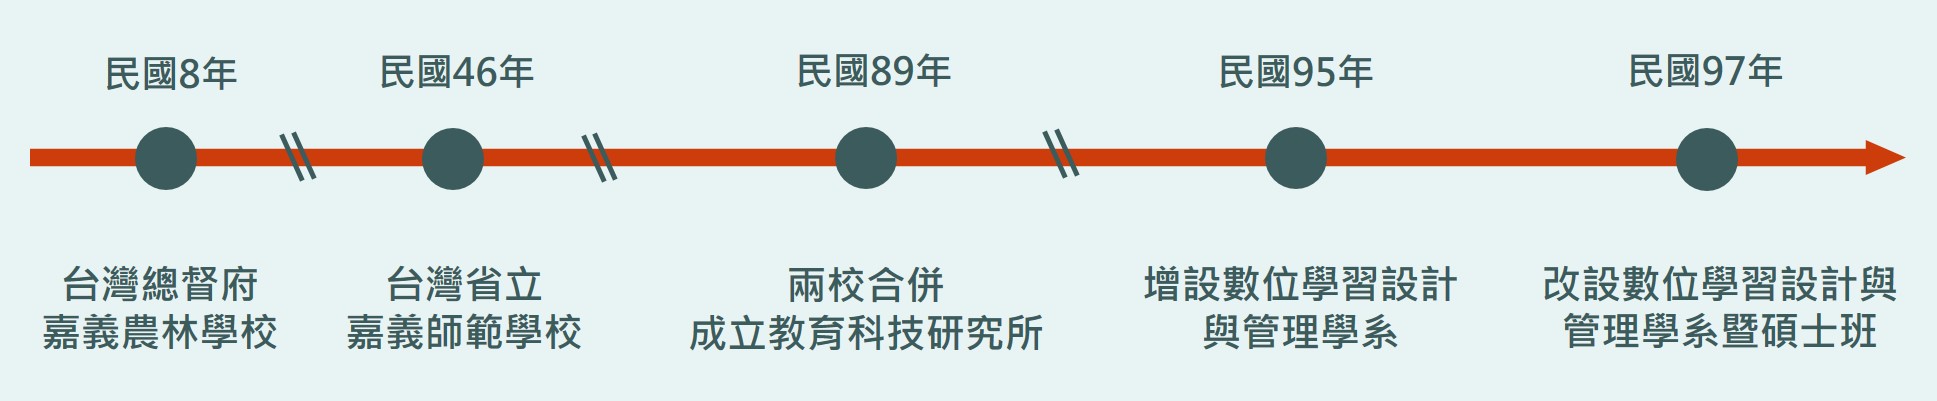 民國8年
民國46年
民國89年
民國95年
民國97年
台灣總督府
嘉義農林學校
台灣省立
嘉義師範學校
兩校合併
成立教育科技研究所
增設數位學習設計
與管理學系
改設數位學習設計與
管理學系暨碩士班